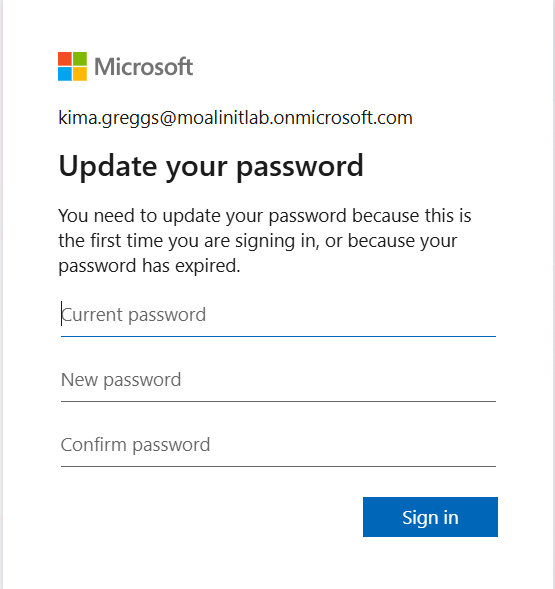 Microsoft
kima.greggs@moalinitlab.onmicrosoft.com
Update your password
You need to update your password because this is
the first time you are signing in, or because your
password has expired.
Current password
New password
Confirm password
Sign in